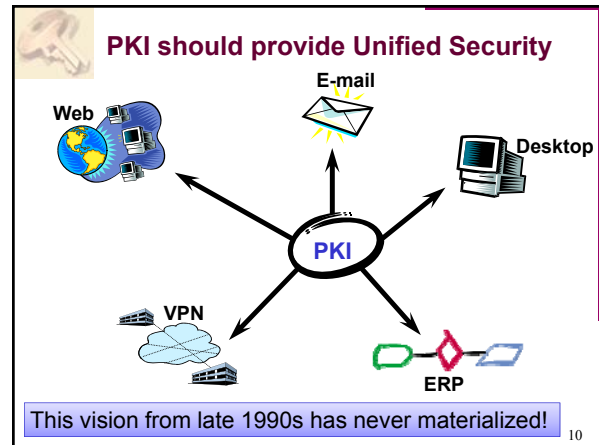 PKI should provide Unified Security
E-mail
Web
Desktop
PKI
VPN
ERP
This vision from late 1990s has never materialized!
10